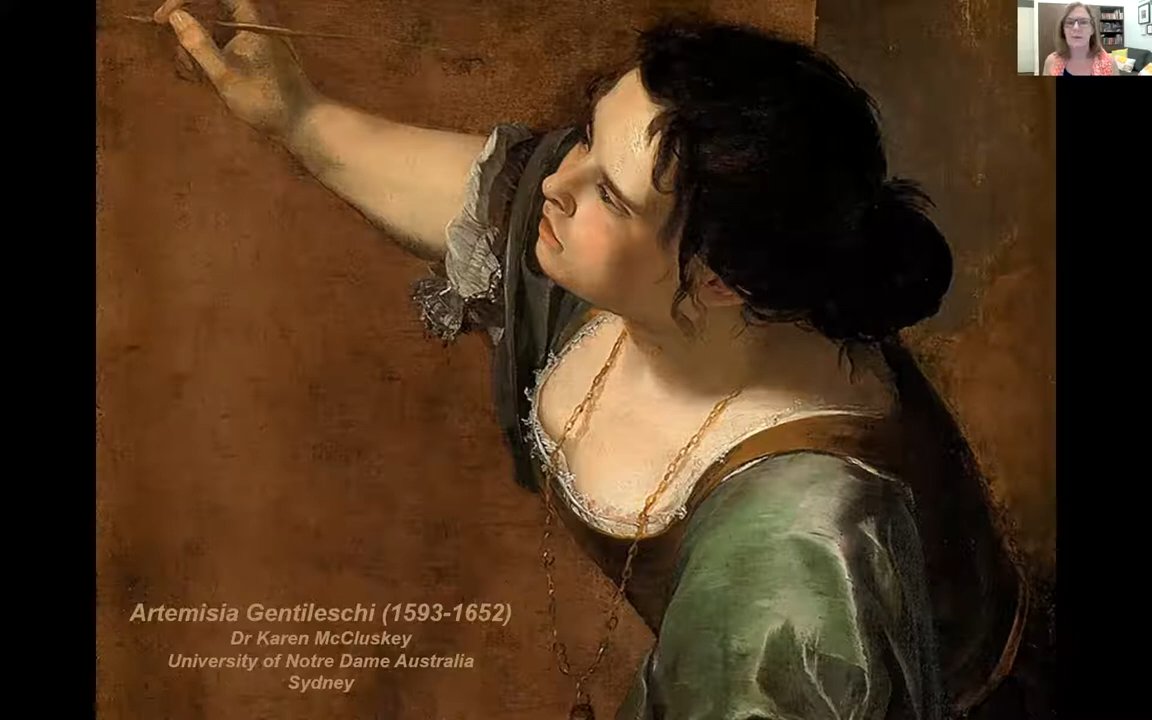 Artemisia Gentileschi (1593-1652)
Dr Karen McCluskey
University of Notre Dame Australia
Sydney